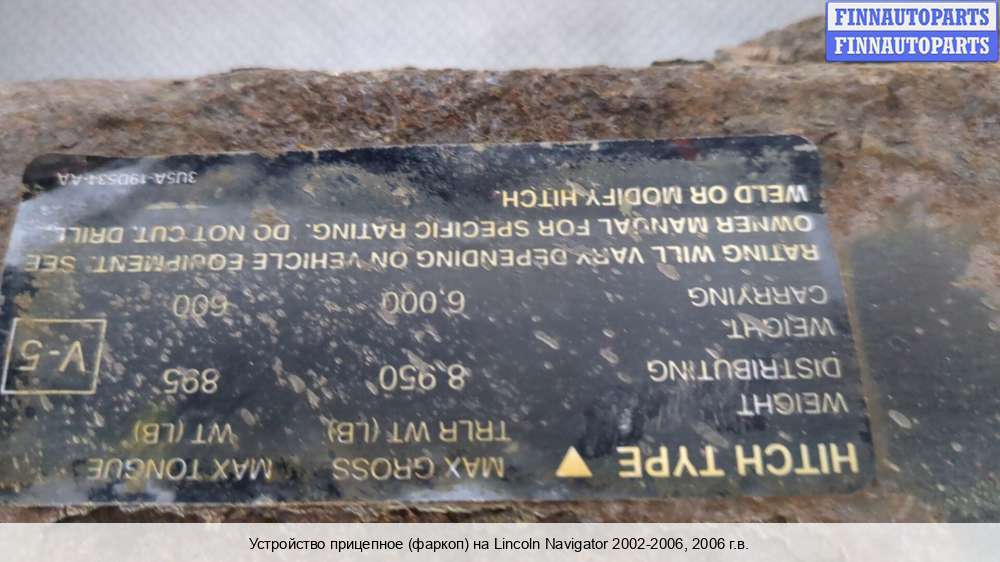 FINNAUTOPARTS
FINNAUTOPARTS
HITCH TYPE
MAX GROSS MAX TONGUE
TRLR WT (LB) WT (LB)
WEIGHT
DISTRIBUTING 8,950 895
WEIGHT
CARRYING 6,000 600
V-5
RATING WILL VARY DEPENDING ON VEHICLE EQUIPMENT. SEE
OWNER MANUAL FOR SPECIFIC RATING. DO NOT CUT, DRILL,
WELD OR MODIFY HITCH.
3U5A-19D534-AA
Устройство прицепное (фаркоп) на Lincoln Navigator 2002-2006, 2006 г.в.